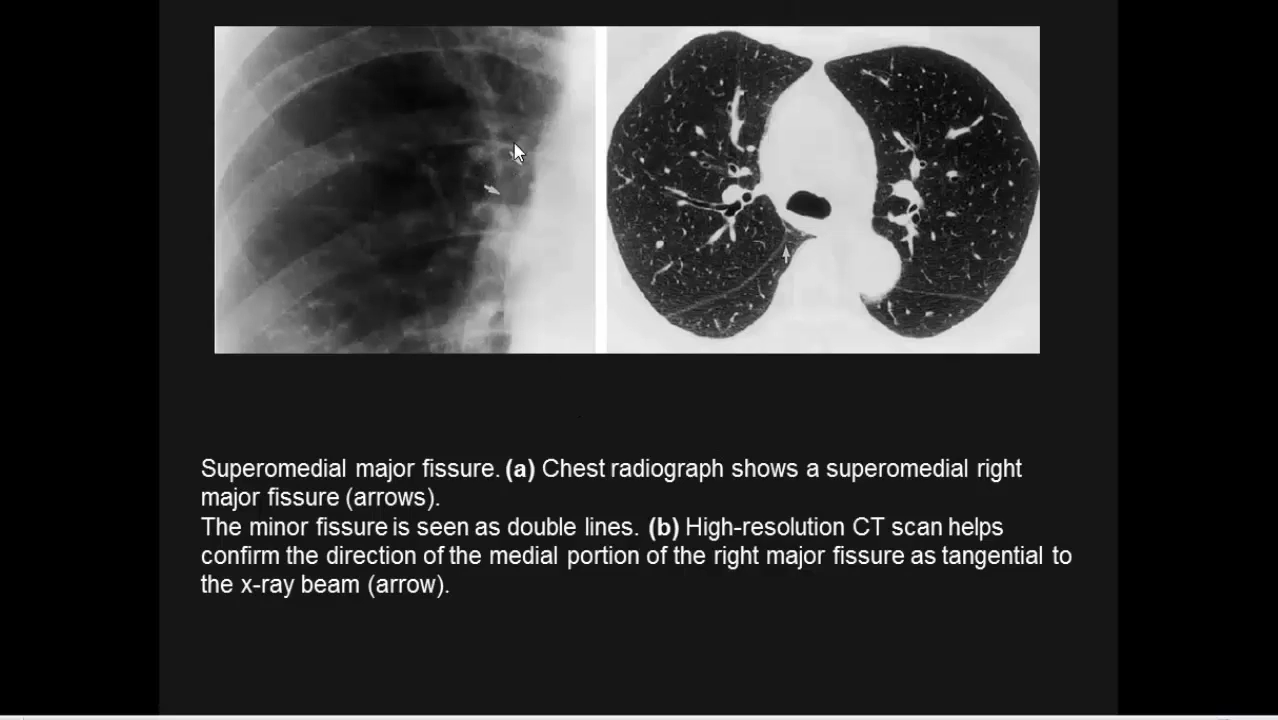 Superomedial major fissure. (a) Chest radiograph shows a superomedial right
major fissure (arrows).
The minor fissure is seen as double lines. (b) High-resolution CT scan helps
confirm the direction of the medial portion of the right major fissure as tangential to
the x-ray beam (arrow).